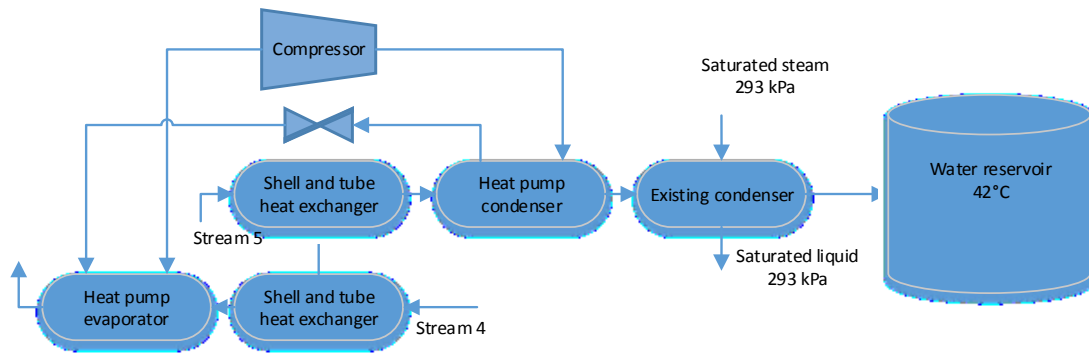 Compressor
Saturated steam
293 kPa
Water reservoir
42°C
Shell and tube
heat exchanger
Heat pump
condenser
Existing condenser
Stream 5
Saturated liquid
293 kPa
Heat pump
evaporator
Shell and tube
heat exchanger
Stream 4